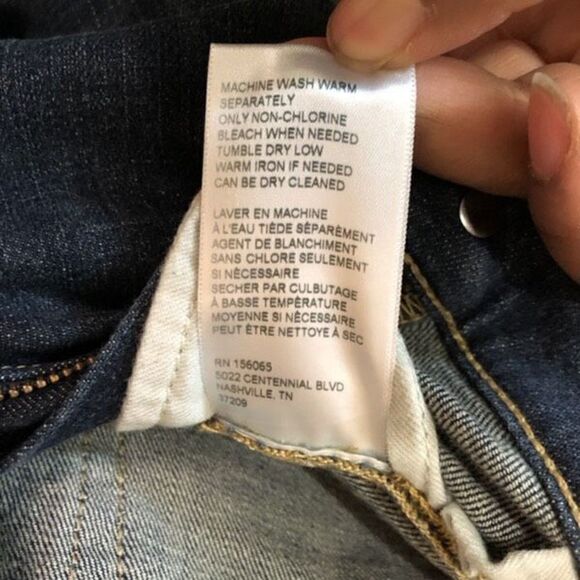 MACHINE WASH WARM
SEPARATELY
ONLY NON-CHLORINE
BLEACH WHEN NEEDED
TUMBLE DRY LOW
WARM IRON IF NEEDED
CAN BE DRY CLEANED
LAVER EN MACHINE
À L'EAU TIÈDE SÉPARÉMENT
AGENT DE BLANCHIMENT
SANS CHLORE SEULEMENT
SI NÉCESSAIRE
SECHER PAR CULBUTAGE
À BASSE TEMPÉRATURE
MOYENNE SI NÉCESSAIRE
PEUT ÊTRE NETTOYÉ À SEC
RN 156065
5022 CENTENNIAL BLVD
NASHVILLE, TN
37209